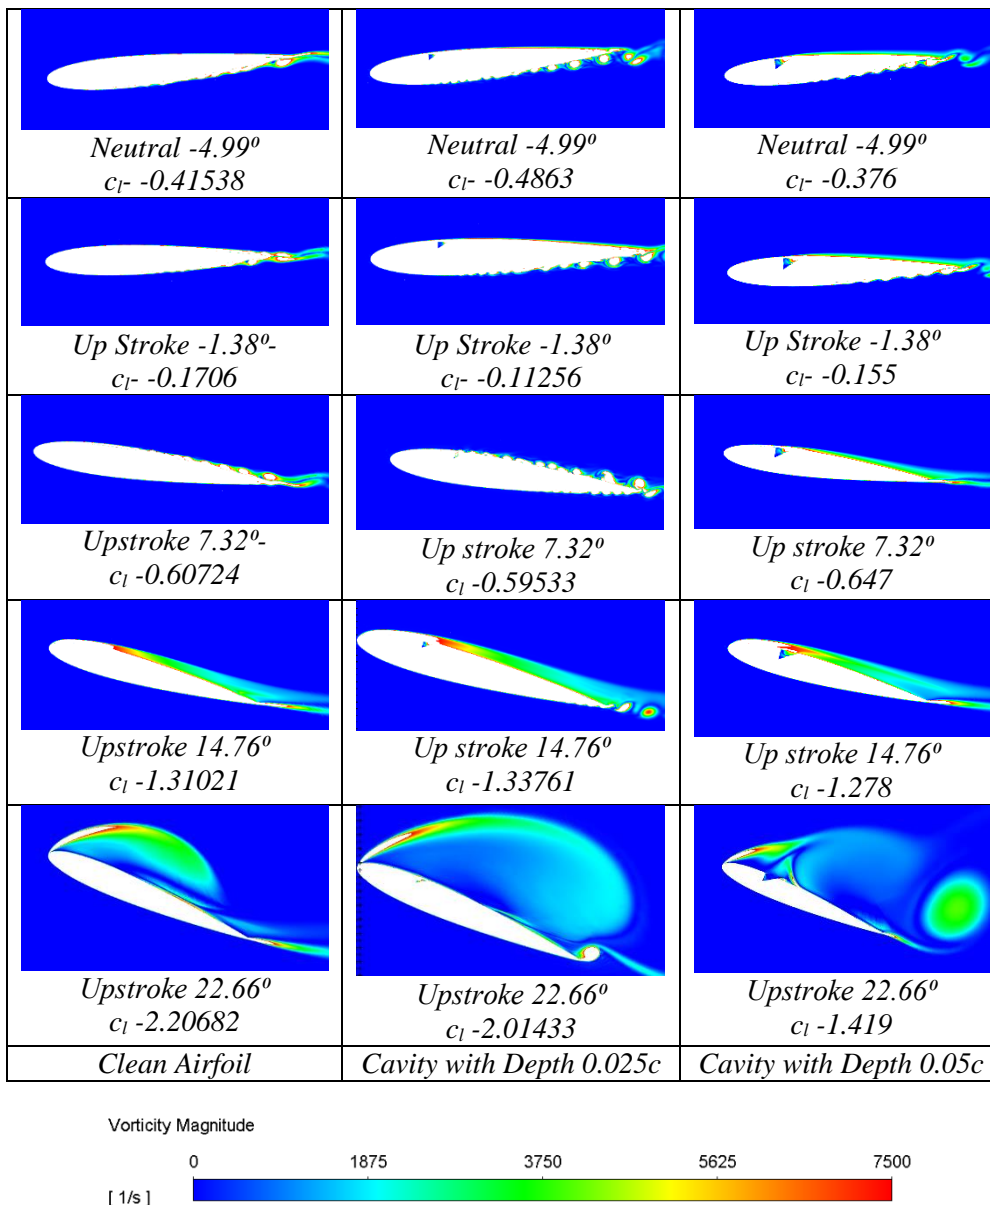 Neutral -4.99⁰
cₗ- -0.41538
Neutral -4.99⁰
cₗ- -0.4863
Neutral -4.99⁰
cₗ- -0.376
Up Stroke -1.38⁰-
cₗ- -0.1706
Up Stroke -1.38⁰
cₗ- -0.11256
Up Stroke -1.38⁰
cₗ- -0.155
Upstroke 7.32⁰-
cₗ -0.60724
Up stroke 7.32⁰
cₗ -0.59533
Up stroke 7.32⁰
cₗ -0.647
Upstroke 14.76⁰
cₗ -1.31021
Up stroke 14.76⁰
cₗ -1.33761
Up stroke 14.76⁰
cₗ -1.278
Upstroke 22.66⁰
cₗ -2.20682
Upstroke 22.66⁰
cₗ -2.01433
Upstroke 22.66⁰
cₗ -1.419
Clean Airfoil
Cavity with Depth 0.025c
Cavity with Depth 0.05c
Vorticity Magnitude
0 1875 3750 5625 7500
[ 1/s ]